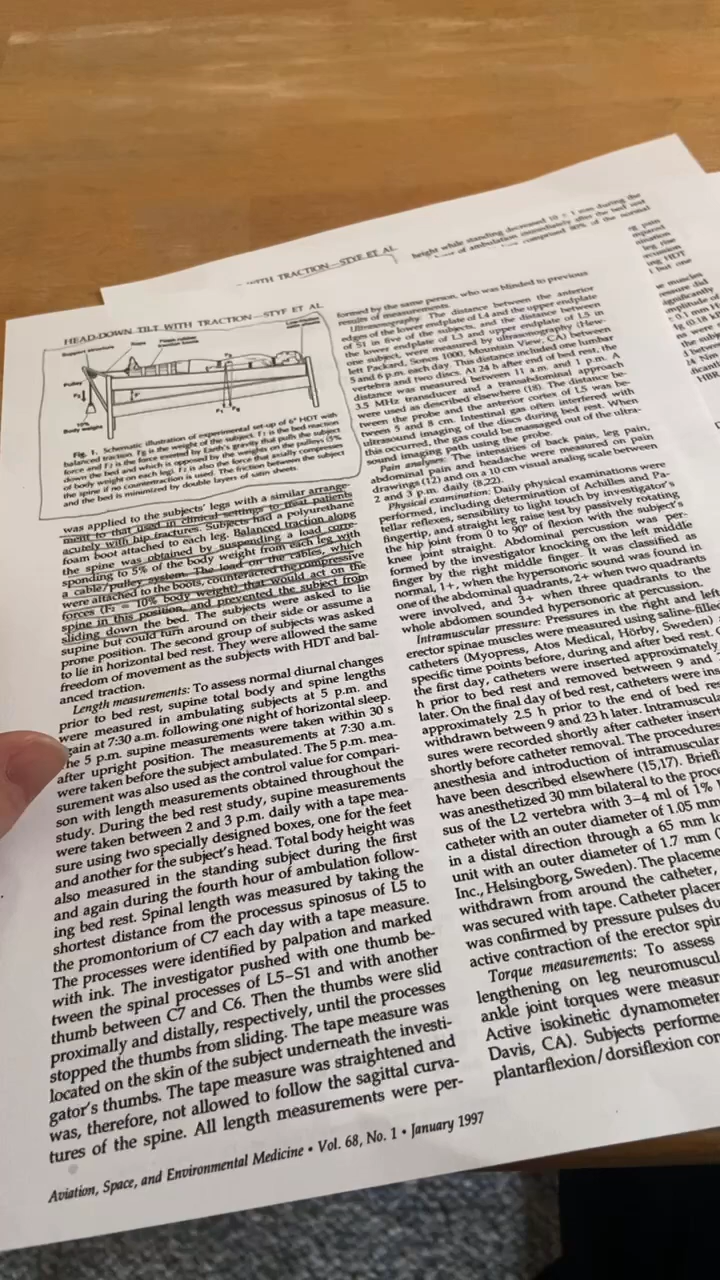 HEAD-DOWN TILT WITH TRACTION—STYF ET AL
WITH TRACTION—STYF ET AL
height while standing decreased 10 ± 1 mm during the
Pulley
Body weight
Fig. 1. Schematic illustration of experimental set-up of 6° HDT with
balanced traction. Fg is the weight of the subject. F1 is the bed reaction
force and F2 is the force exerted by Earth's gravity that pulls the subject
down the bed and which is opposed by the weights on the pulleys (5%
of body weight on each leg). F2 is also the force that axially compresses
the spine if no countertraction is used. The friction between the subject
and the bed is minimized by double layers of satin sheets.
was applied to the subjects' legs with a similar arrange-
ment to that used in clinical settings to treat patients
acutely with hip fractures. Subjects had a polyurethane
foam boot attached to each leg. Balanced traction along
the spine was obtained by suspending a load corre-
sponding to 5% of the body weight from each leg with
a cable/pulley system. The load on the cables, which
were attached to the boots, counteracted the compressive
forces (F2 = 10% body weight) that would act on the
spine in this position, and prevented the subject from
sliding down the bed. The subjects were asked to lie
supine but could turn around on their side or assume a
prone position. The second group of subjects was asked
to lie in horizontal bed rest. They were allowed the same
freedom of movement as the subjects with HDT and bal-
anced traction.
Length measurements: To assess normal diurnal changes
prior to bed rest, supine total body and spine lengths
were measured in ambulating subjects at 5 p.m. and
gain at 7:30 a.m. following one night of horizontal sleep.
he 5 p.m. supine measurements were taken within 30 s
after upright position. The measurements at 7:30 a.m.
were taken before the subject ambulated. The 5 p.m. mea-
surement was also used as the control value for compari-
son with length measurements obtained throughout the
study. During the bed rest study, supine measurements
were taken between 2 and 3 p.m. daily with a tape mea-
sure using two specially designed boxes, one for the feet
and another for the subject's head. Total body height was
also measured in the standing subject during the first
and again during the fourth hour of ambulation follow-
ing bed rest. Spinal length was measured by taking the
shortest distance from the processus spinosus of L5 to
the promontorium of C7 each day with a tape measure.
The processes were identified by palpation and marked
with ink. The investigator pushed with one thumb be-
tween the spinal processes of L5–S1 and with another
thumb between C7 and C6. Then the thumbs were slid
proximally and distally, respectively, until the processes
stopped the thumbs from sliding. The tape measure was
located on the skin of the subject underneath the investi-
gator's thumbs. The tape measure was straightened and
was, therefore, not allowed to follow the sagittal curva-
tures of the spine. All length measurements were per-
formed by the same person, who was blinded to previous
results of measurements.
Ultrasonography: The distance between the anterior
edges of the lower endplate of L4 and the upper endplate
of S1 in five of the subjects, and the distance between
the lower endplate of L3 and upper endplate of L5 in
one subject, were measured by ultrasonography (Hew-
lett Packard, Sonos 1000, Mountain View, CA) between
5 and 6 p.m. each day. This distance included one lumbar
vertebra and two discs. At 24 h after end of bed rest, the
distance was measured between 11 a.m. and 1 p.m. A
3.5 MHz transducer and a transabdominal approach
were used as described elsewhere (18). The distance be-
tween the probe and the anterior cortex of L5 was be-
tween 5 and 8 cm. Intestinal gas often interfered with
ultrasound imaging of the discs during bed rest. When
this occurred, the gas could be massaged out of the ultra-
sound imaging path using the probe.
Pain analyses: The intensities of back pain, leg pain,
abdominal pain and headache were measured on pain
drawings (12) and on a 10 cm visual analog scale between
2 and 3 p.m. daily (8,22).
Physical examination: Daily physical examinations were
performed, including determination of Achilles and Pa-
tellar reflexes, sensibility to light touch by investigator's
fingertip, and straight leg raise test by passively rotating
the hip joint from 0 to 90° of flexion with the subject's
knee joint straight. Abdominal percussion was per-
formed by the investigator knocking on the left middle
finger by the right middle finger. It was classified as
normal, 1+, when the hypersonoric sound was found in
one of the abdominal quadrants, 2+ when two quadrants
were involved, and 3+ when three quadrants to the
whole abdomen sounded hypersonoric at percussion.
Intramuscular pressure: Pressures in the right and left
erector spinae muscles were measured using saline-filled
catheters (Myopress, Atos Medical, Hörby, Sweden)
specific time points before, during and after bed rest.
the first day, catheters were inserted approximately
h prior to bed rest and removed between 9 and
later. On the final day of bed rest, catheters were ins
approximately 2.5 h prior to the end of bed res
withdrawn between 9 and 23 h later. Intramuscula
sures were recorded shortly after catheter insert
shortly before catheter removal. The procedures
anesthesia and introduction of intramuscular
have been described elsewhere (15,17). Briefl
was anesthetized 30 mm bilateral to the proc
sus of the L2 vertebra with 3–4 ml of 1%
catheter with an outer diameter of 1.05 mm
in a distal direction through a 65 mm lo
unit with an outer diameter of 1.7 mm (
Inc., Helsingborg, Sweden). The placeme
withdrawn from around the catheter,
was secured with tape. Catheter placer
was confirmed by pressure pulses du
active contraction of the erector spin
Torque measurements: To assess
lengthening on leg neuromuscul
ankle joint torques were measur
Active isokinetic dynamometer
Davis, CA). Subjects performe
plantarflexion/dorsiflexion con
Aviation, Space, and Environmental Medicine • Vol. 68, No. 1 • January 1997